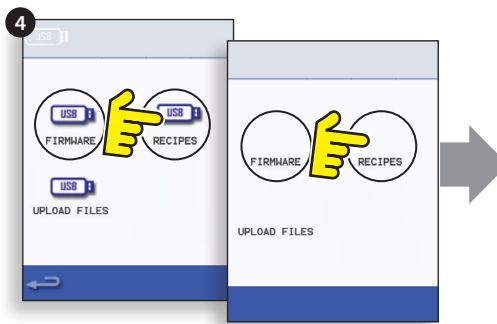 4
USB
USB USB
FIRMWARE RECIPES
USB
UPLOAD FILES
FIRMWARE RECIPES
UPLOAD FILES